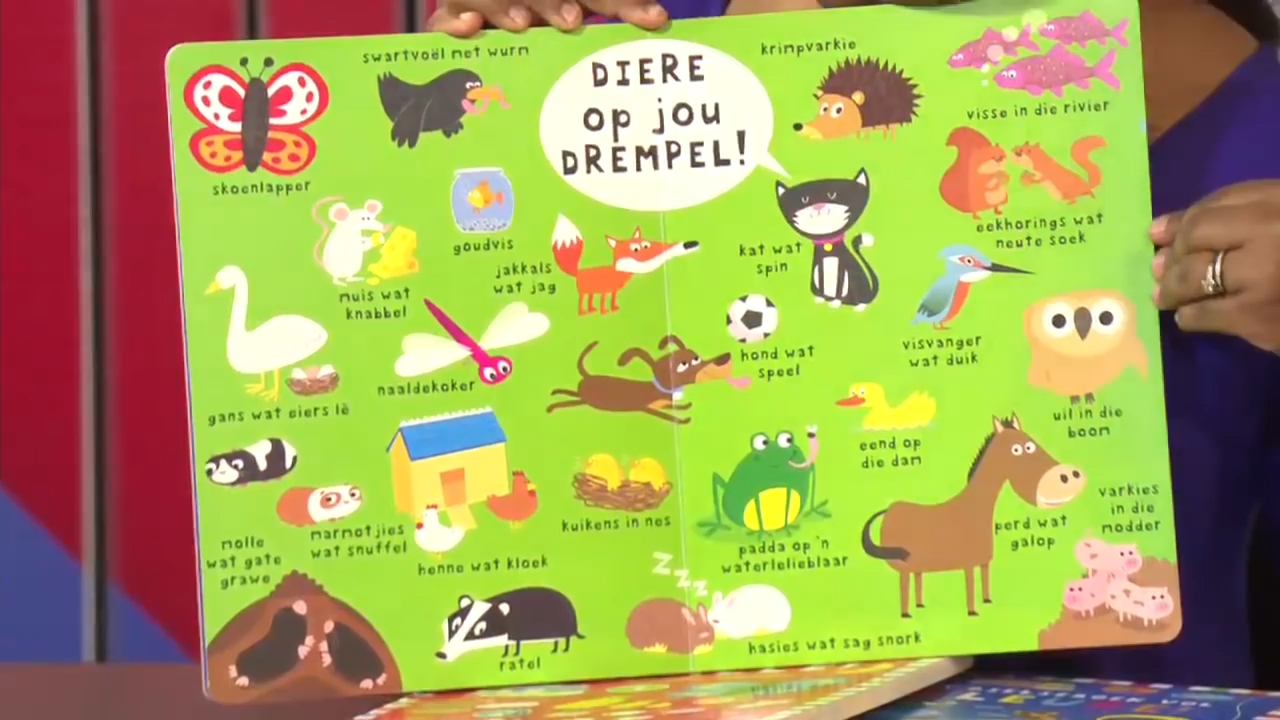 DIERE
op jou
DREMPEL!
swartvoël met wurm
krimpvarkie
visse in die rivier
skoenlapper
goudvis
eekhorings wat
neute soek
kat wat
spin
jakkals
wat jag
muis wat
knabbel
visvanger
wat duik
hond wat
speel
naaldekoker
gans wat eiers lê
uil in die
boom
eend op
die dam
varkies
in die
modder
perd wat
galop
kuikens in nes
marmotjies
wat snuffel
molle
wat gate
grawe
henne wat kloek
padda op 'n
waterlelieblaar
zzz
ratel
hasies wat sag snork